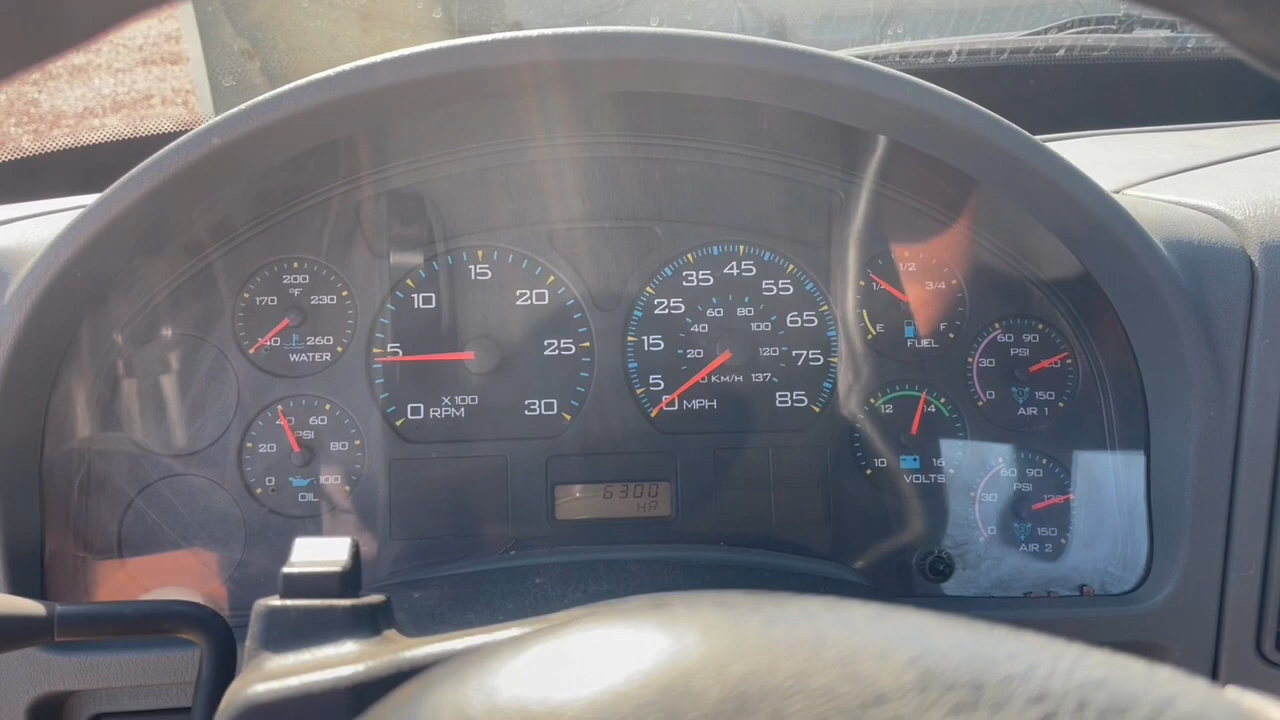 200
°F
170 230
40 260
WATER
40 60
PSI
20 80
0 100
OIL
15
10 20
5 25
X100
0 RPM 30
45
35 55
25 65
15 75
5 85
60 80
40 100
20 120
0 KM/H 137
0 MPH
6300
HR
1/2
1/4 3/4
E F
FUEL
12 14
10 16
VOLTS
60 90
PSI
30 120
0 150
AIR 1
60 90
PSI
30 120
0 150
AIR 2